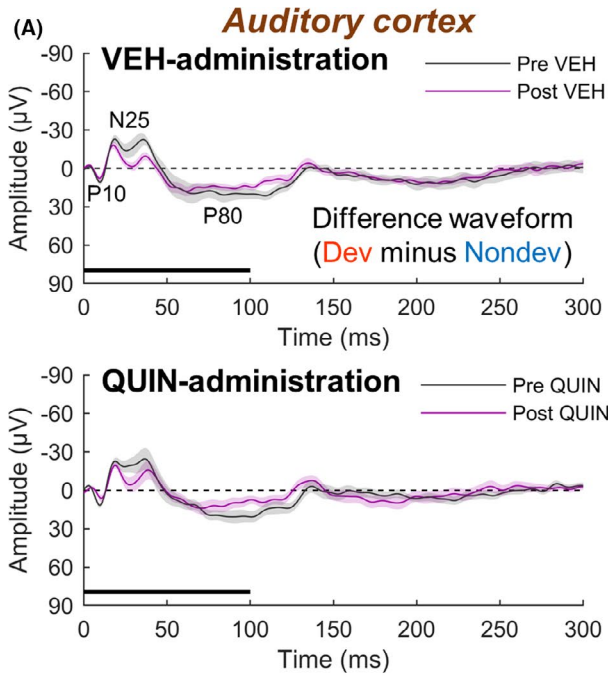 (A)
Auditory cortex
VEH-administration
Pre VEH
Post VEH
Amplitude (µV)
-90
-60
-30
0
30
60
90
N25
P10
P80
Difference waveform
(Dev minus Nondev)
0 50 100 150 200 250 300
Time (ms)
QUIN-administration
Pre QUIN
Post QUIN
Amplitude (µV)
-90
-60
-30
0
30
60
90
0 50 100 150 200 250 300
Time (ms)